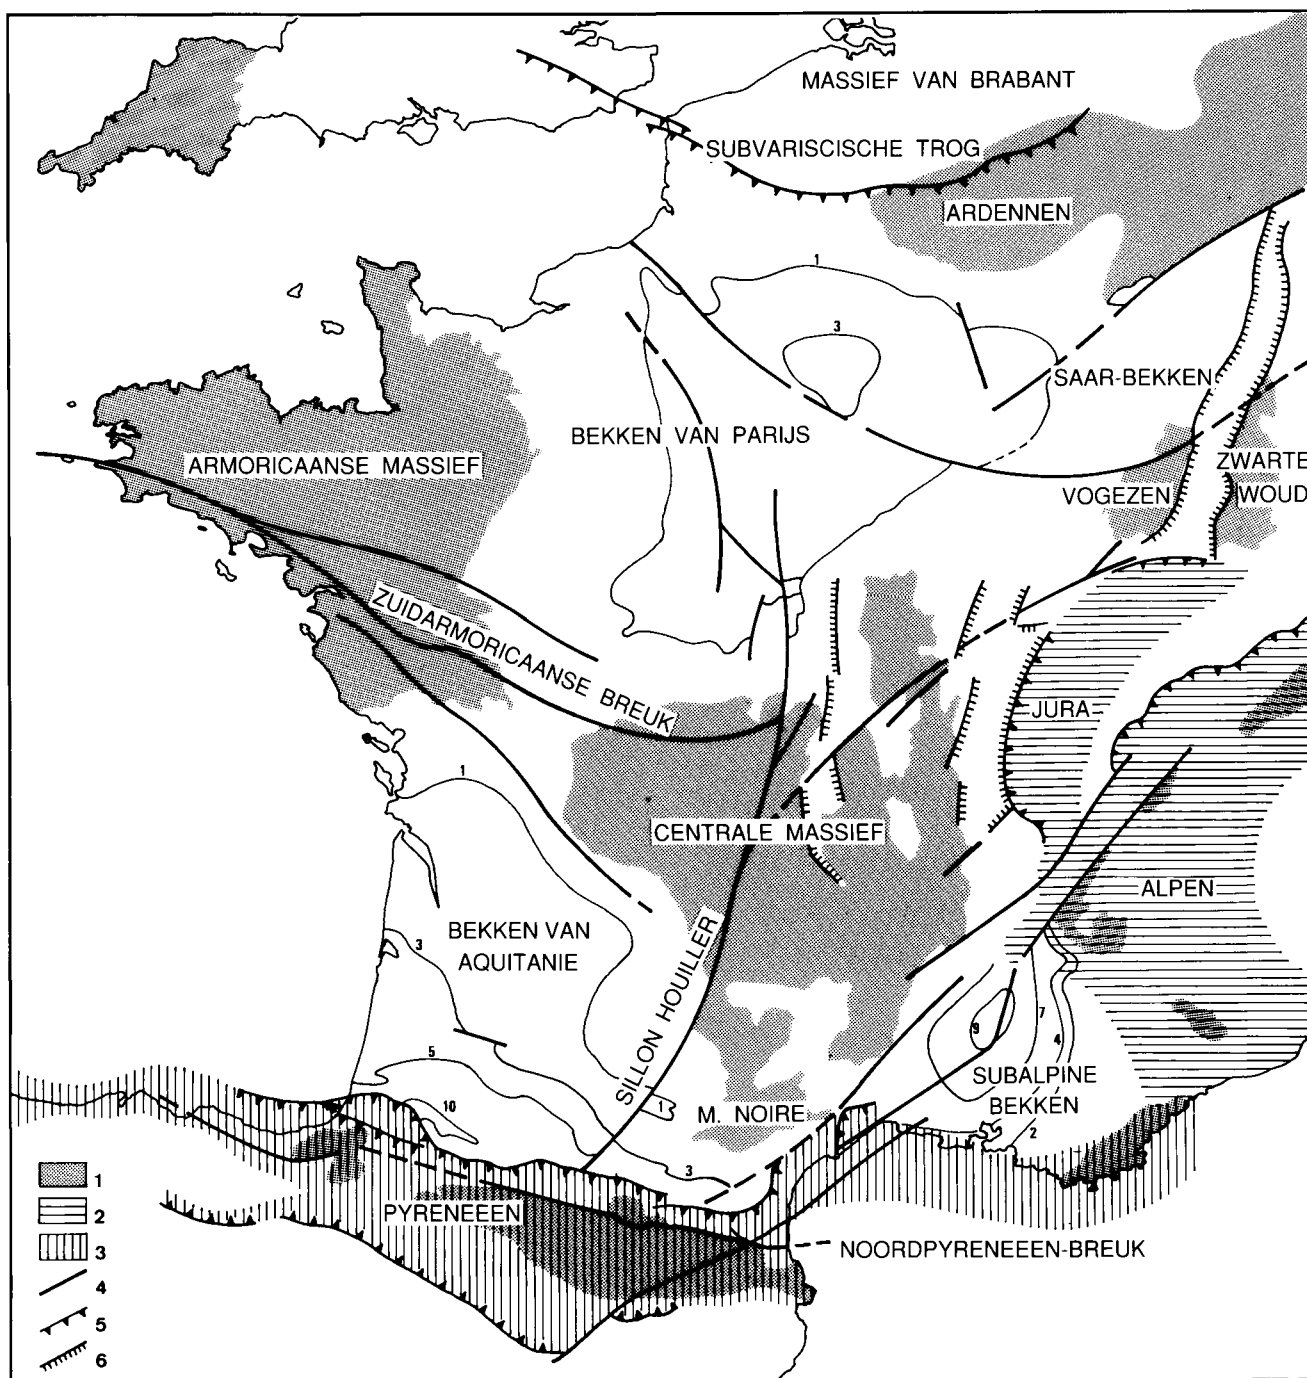 MASSIEF VAN BRABANT
SUBVARISCISCHE TROG
ARDENNEN
1
3
SAAR-BEKKEN
BEKKEN VAN PARIJS
ARMORICAANSE MASSIEF
VOGEZEN
ZWARTE
WOUD
ZUIDARMORICAANSE BREUK
JURA
1
CENTRALE MASSIEF
ALPEN
BEKKEN VAN
AQUITANIE
3
SILLON HOUILLER
9
7
4
5
10
1
SUBALPINE
BEKKEN
M. NOIRE
2
3
PYRENEEEN
NOORDPYRENEEEN-BREUK
1
2
3
4
5
6